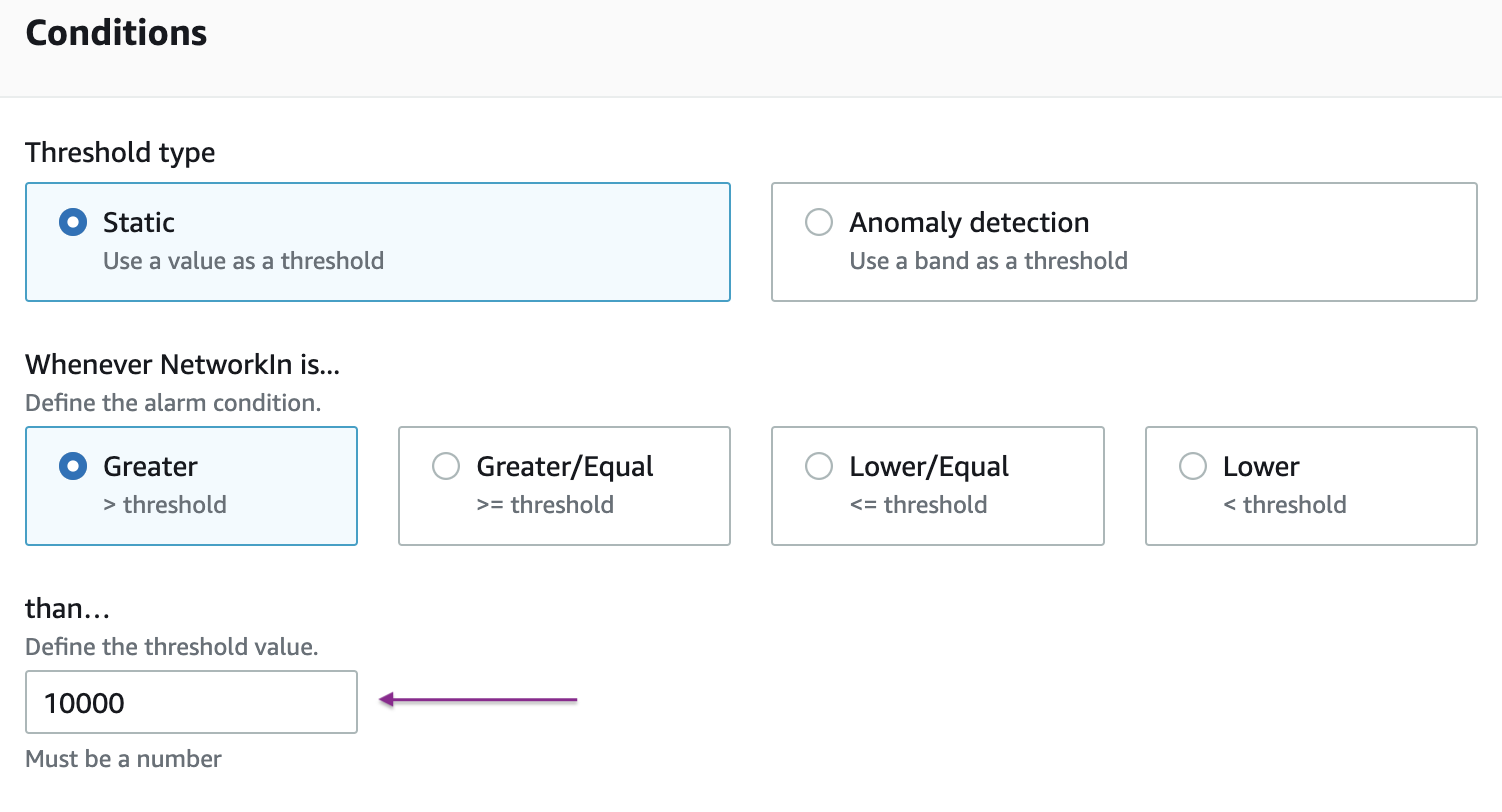 Conditions
Threshold type
Static
Use a value as a threshold
Anomaly detection
Use a band as a threshold
Whenever NetworkIn is...
Define the alarm condition.
Greater
> threshold
Greater/Equal
>= threshold
Lower/Equal
<= threshold
Lower
< threshold
than…
Define the threshold value.
10000
Must be a number